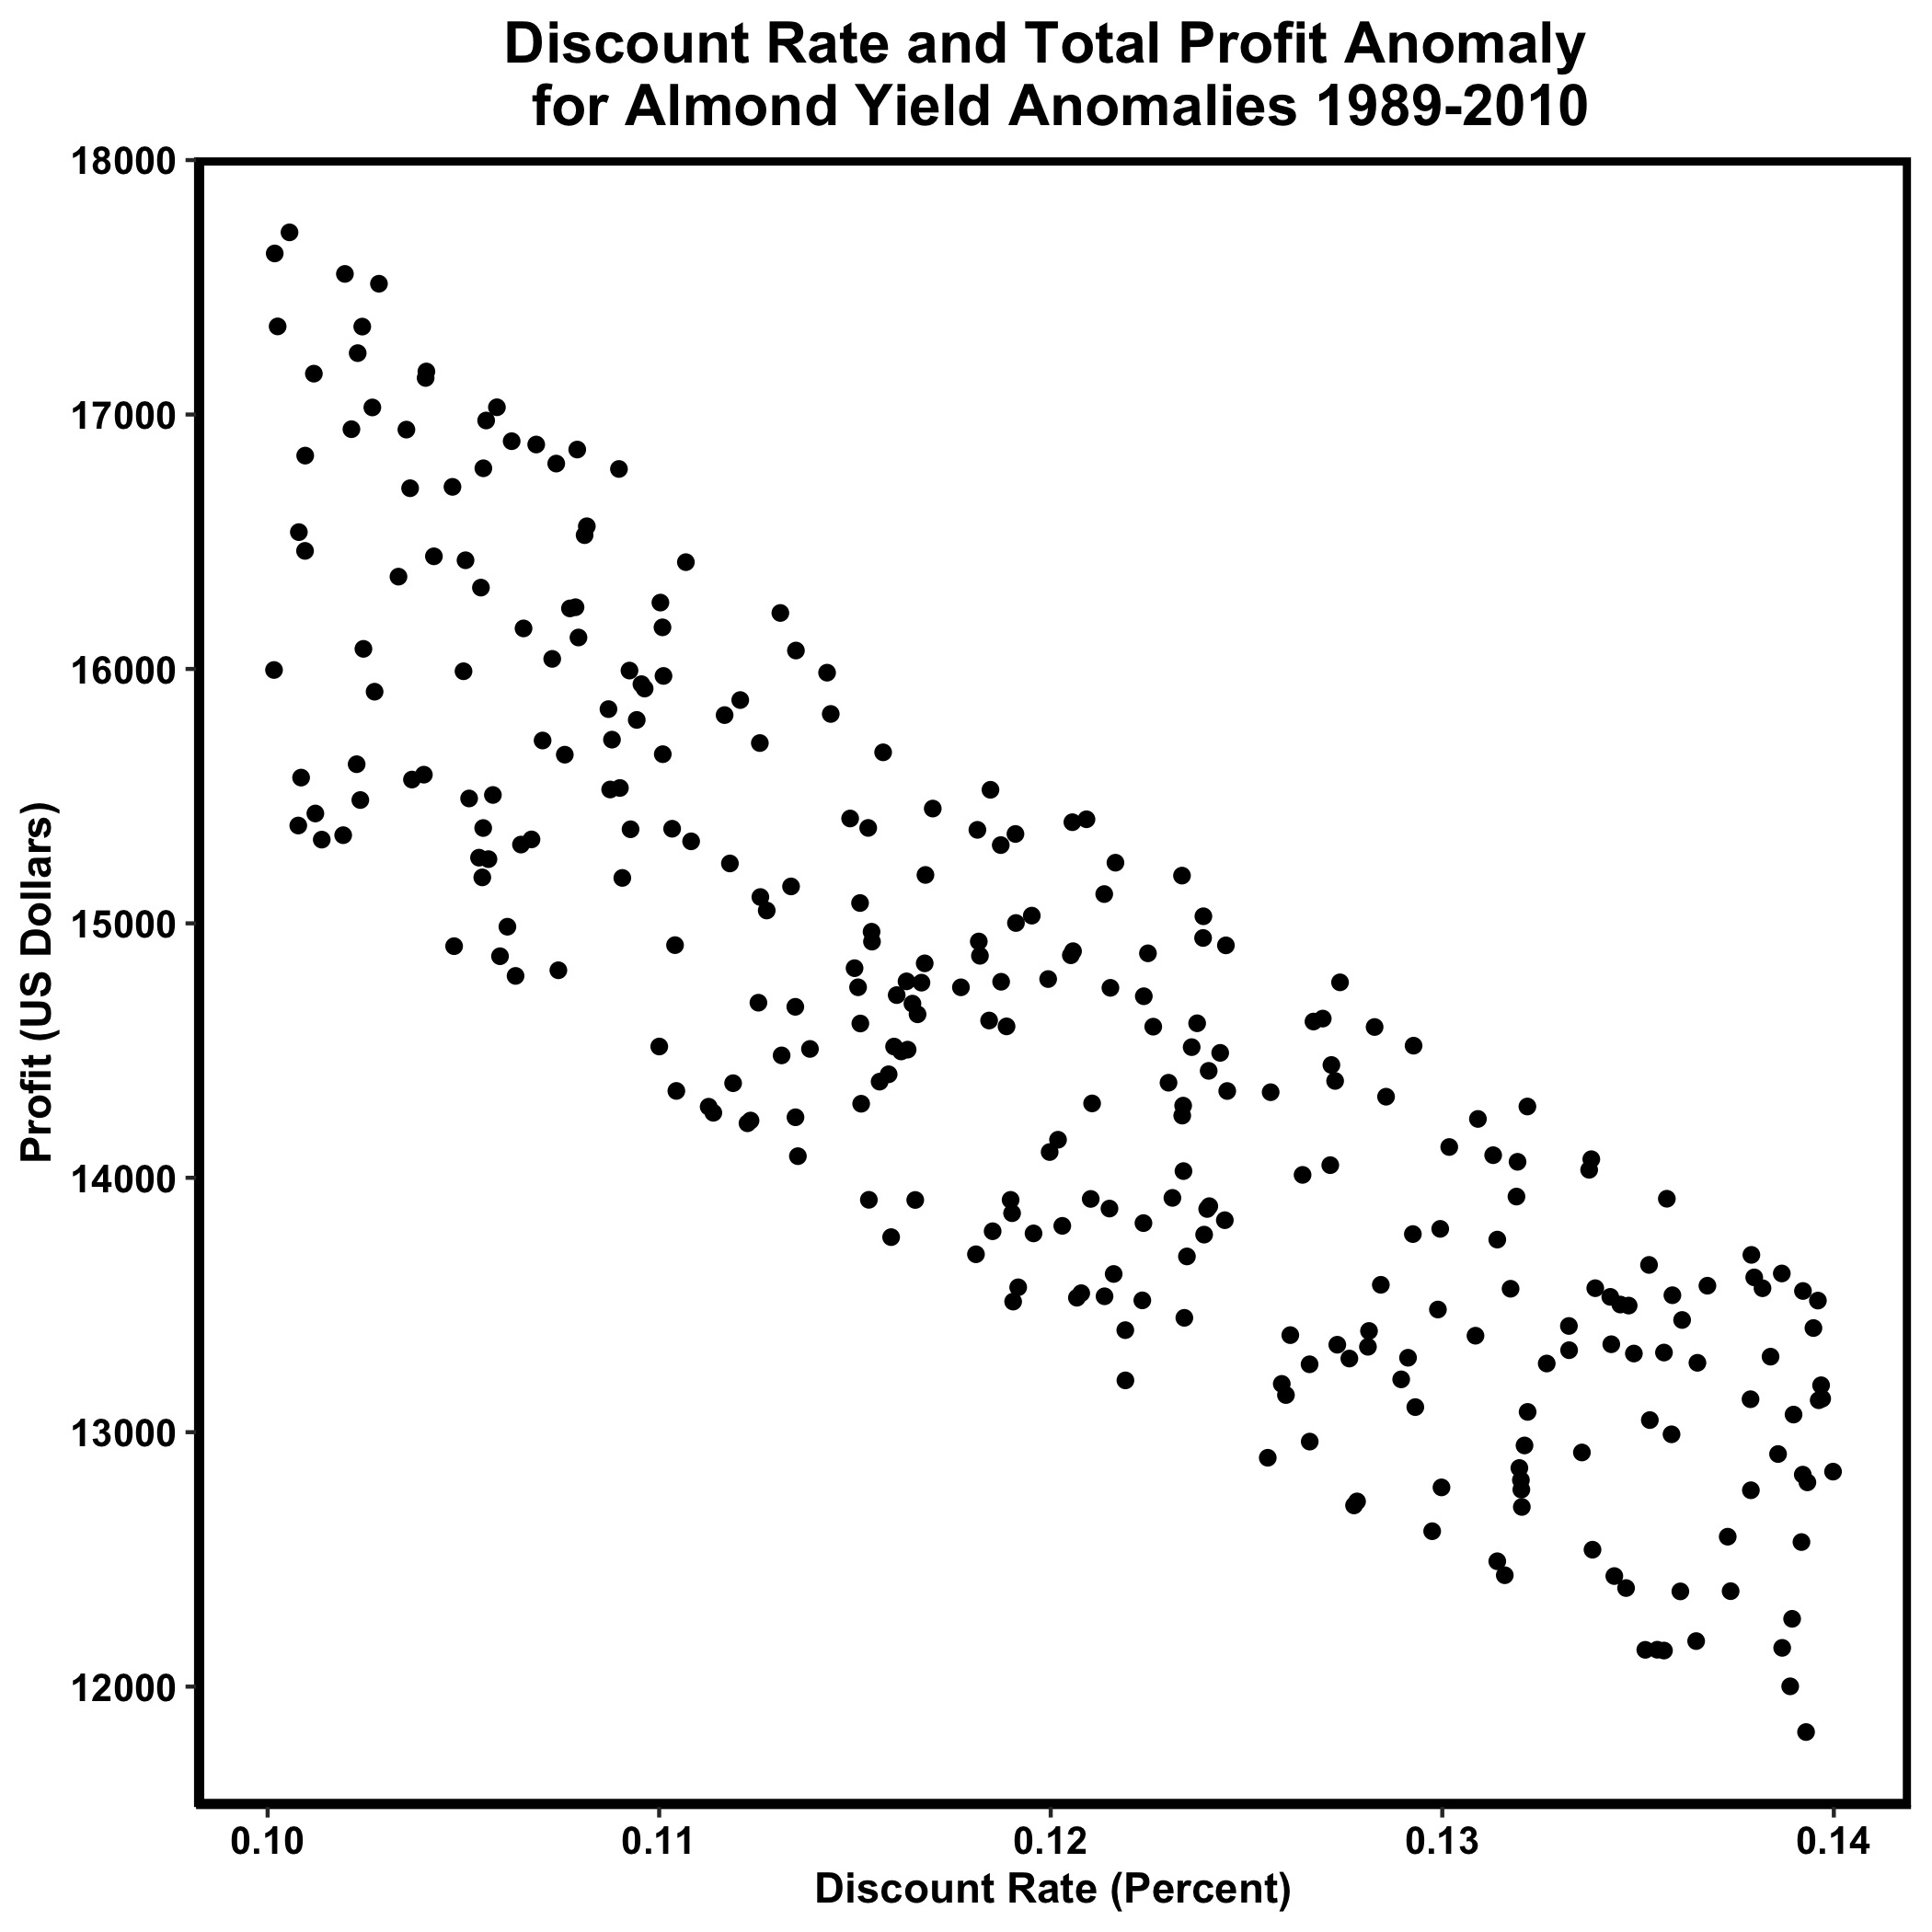 Discount Rate and Total Profit Anomaly
for Almond Yield Anomalies 1989-2010
18000
17000
16000
15000
14000
13000
12000
Profit (US Dollars)
0.10 0.11 0.12 0.13 0.14
Discount Rate (Percent)